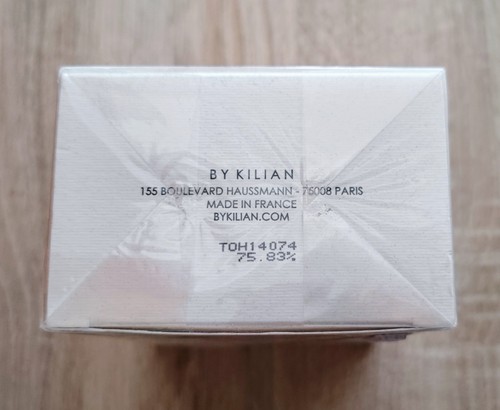 BY KILIAN
155 BOULEVARD HAUSSMANN - 75008 PARIS
MADE IN FRANCE
BYKILIAN.COM
TOH14074
75.83%